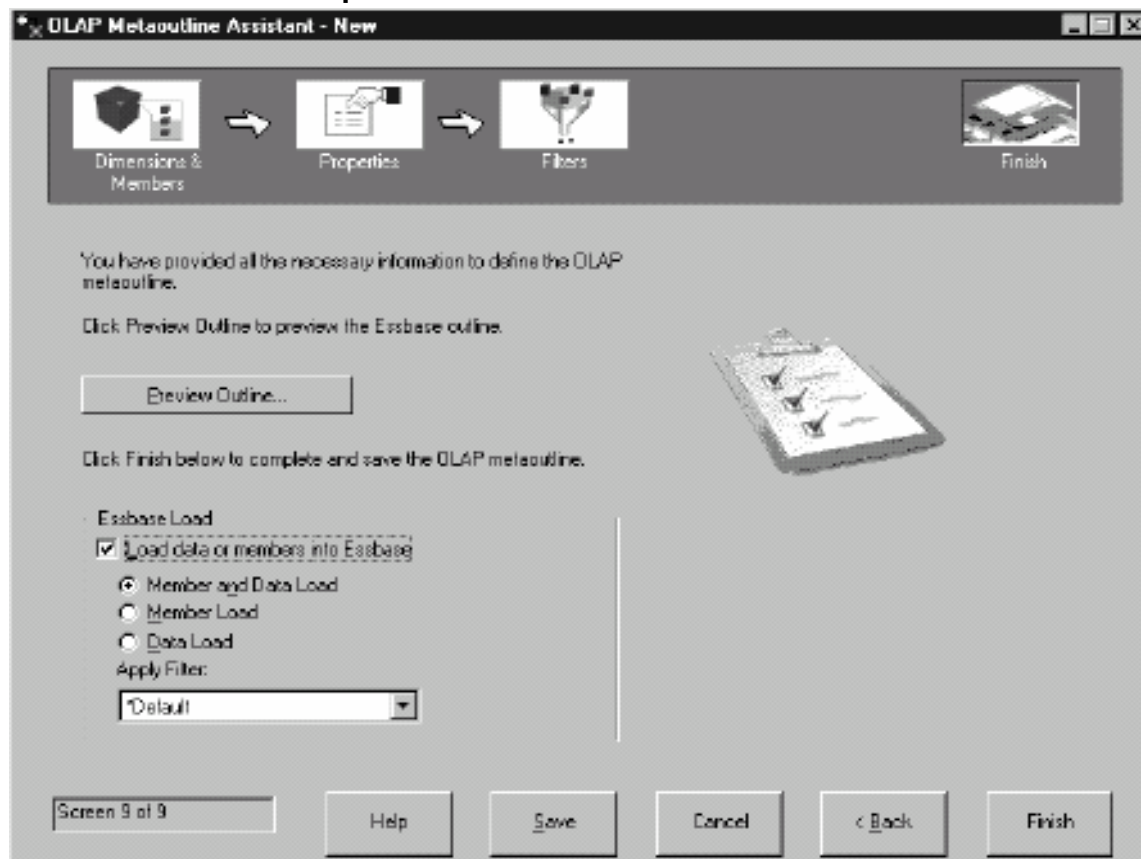 OLAP Metaoutline Assistant - New
Dimensions &
Members
Properties
Filters
Finish
You have provided all the necessary information to define the OLAP
metaoutline.
Click Preview Outline to preview the Essbase outline.
Preview Outline...
Click Finish below to complete and save the OLAP metaoutline.
Essbase Load
Load data or members into Essbase
Member and Data Load
Member Load
Data Load
Apply Filter:
*Default
Screen 9 of 9
Help
Save
Cancel
< Back
Finish